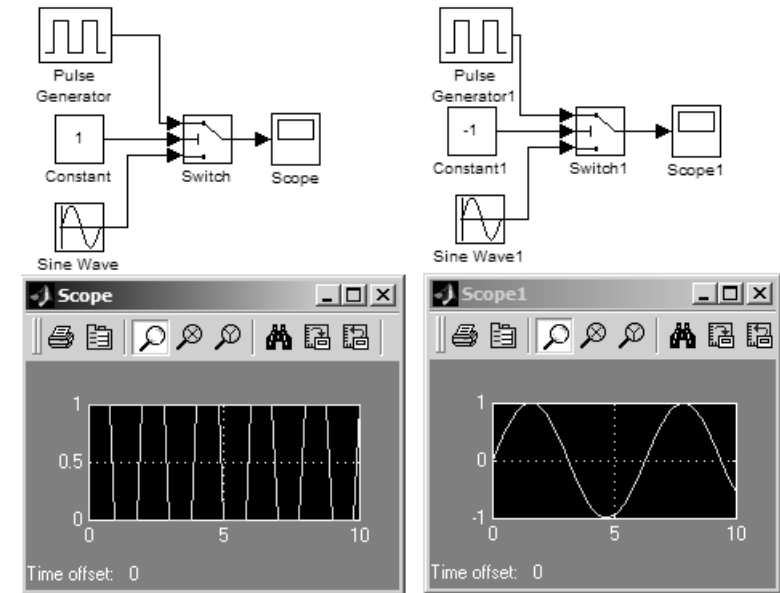 Pulse
Generator
1
Constant
Switch
Scope
Sine Wave
Pulse
Generator1
-1
Constant1
Switch1
Scope1
Sine Wave1
Scope
1
0.5
0
0
5
10
Time offset: 0
Scope1
1
0
-1
0
5
10
Time offset: 0